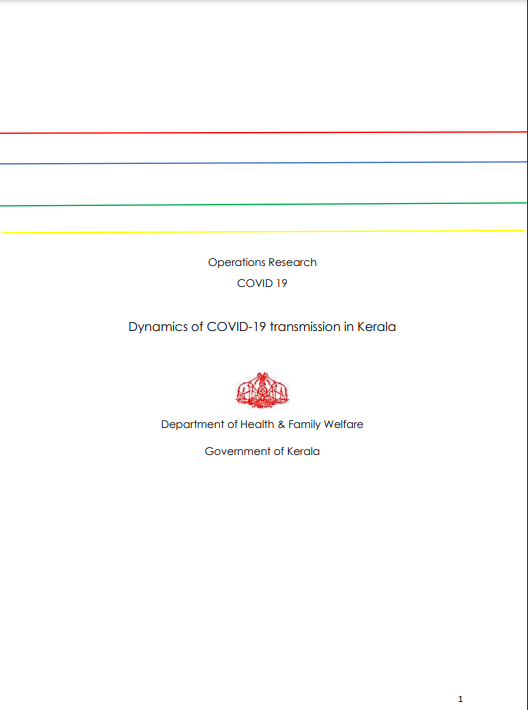 Operations Research
COVID 19
Dynamics of COVID-19 transmission in Kerala
Department of Health & Family Welfare
Government of Kerala
1